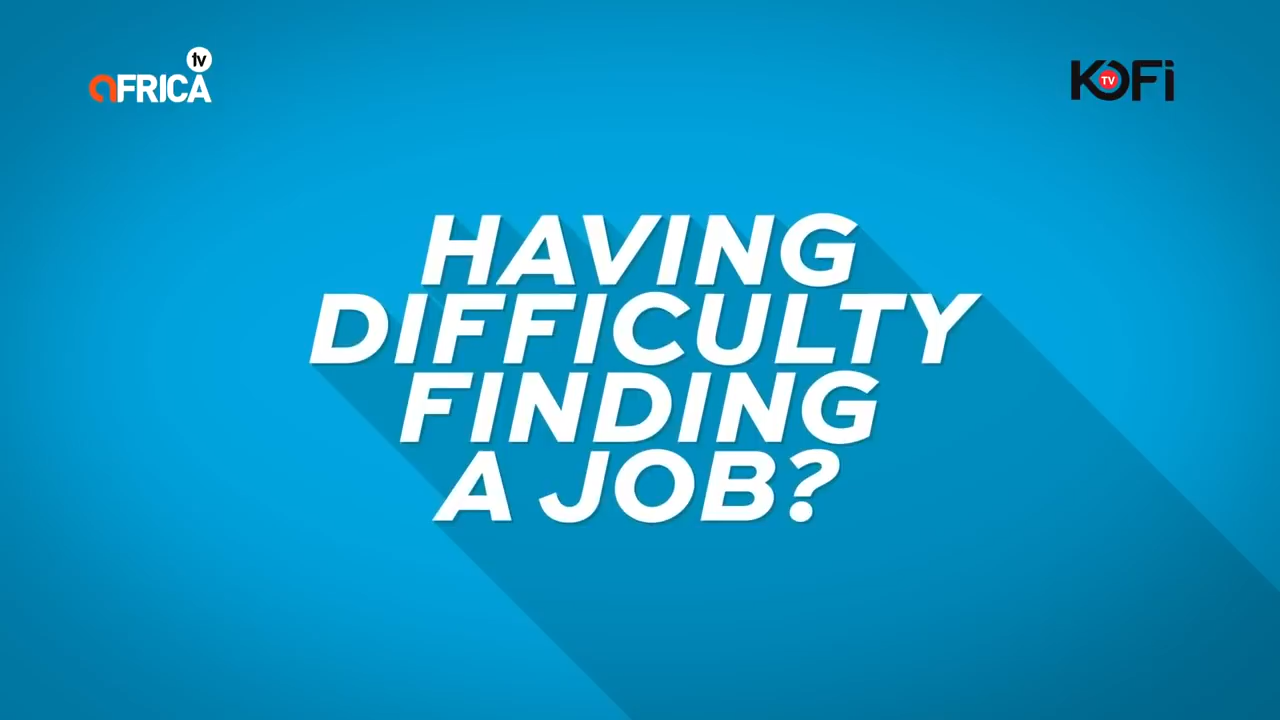 tv
aFRICA
KOFi
TV
HAVING
DIFFICULTY
FINDING
A JOB?